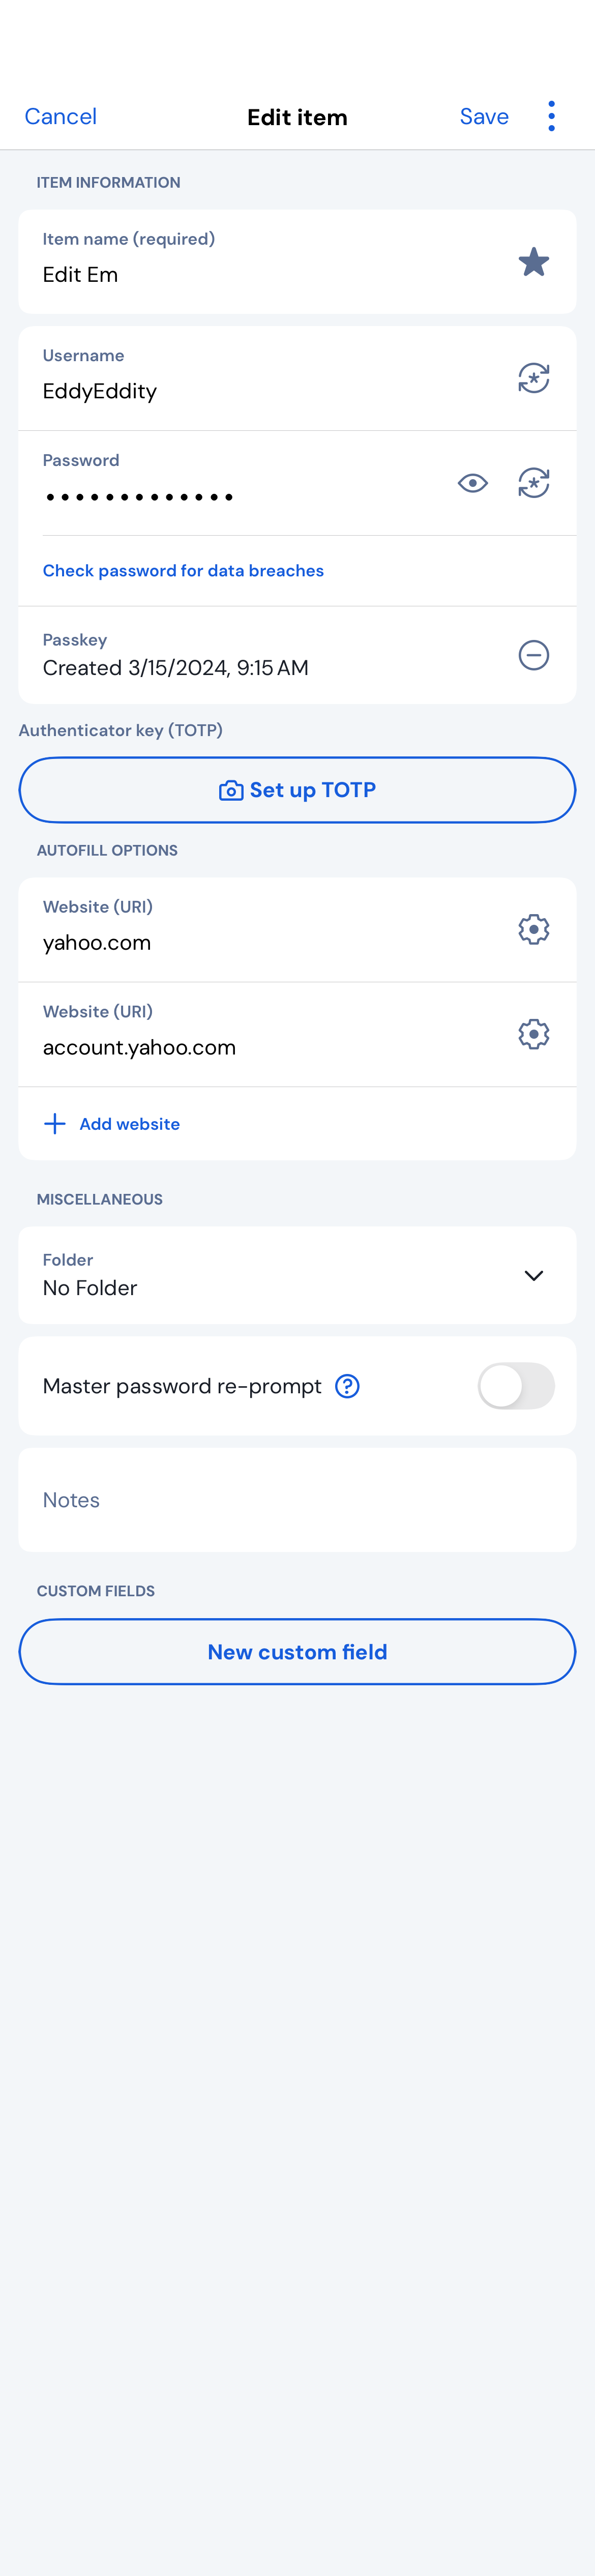 Cancel
Edit item
Save
ITEM INFORMATION
Item name (required)
Edit Em
Username
EddyEddity
Password
•••••••••••••
Check password for data breaches
Passkey
Created 3/15/2024, 9:15 AM
Authenticator key (TOTP)
Set up TOTP
AUTOFILL OPTIONS
Website (URI)
yahoo.com
Website (URI)
account.yahoo.com
Add website
MISCELLANEOUS
Folder
No Folder
Master password re-prompt
Notes
CUSTOM FIELDS
New custom field